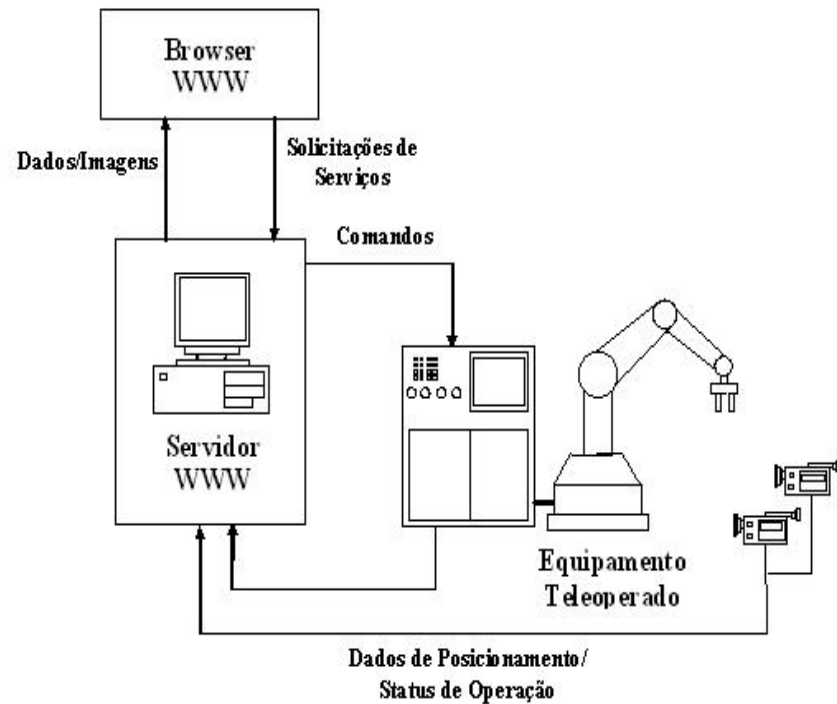 Browser
WWW
Dados/Imagens
Solicitações de
Serviços
Comandos
Servidor
WWW
Equipamento
Teleoperado
Dados de Posicionamento/
Status de Operação